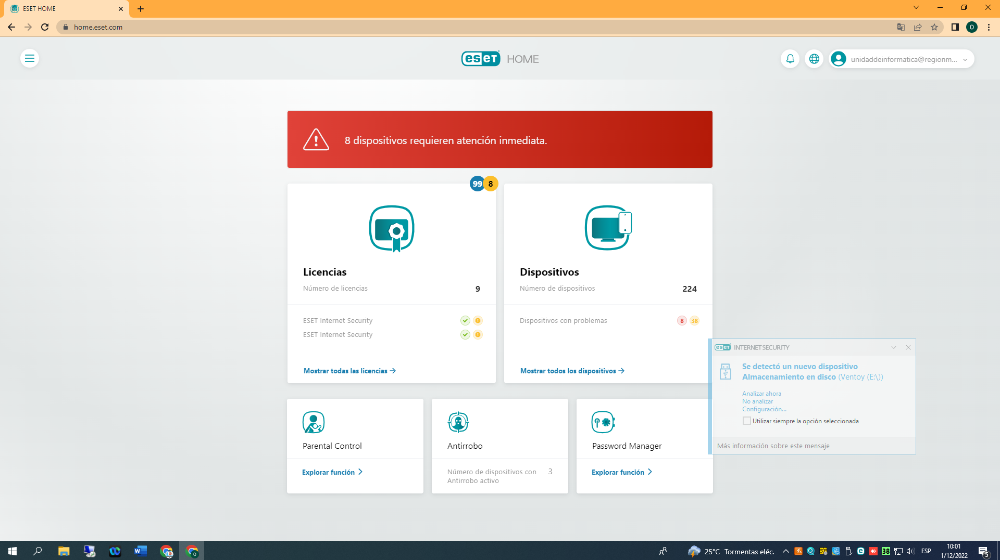 ESET HOME
home.eset.com
O
eseT HOME
unidaddeinformatica@regionm...
8 dispositivos requieren atención inmediata.
99 8
Licencias
Número de licencias 9
ESET Internet Security
ESET Internet Security
Mostrar todas las licencias
Dispositivos
Número de dispositivos 224
Dispositivos con problemas 8 38
Mostrar todos los dispositivos
Parental Control
Explorar función
Antirrobo
Número de dispositivos con 3
Antirrobo activo
Password Manager
Explorar función
eseT INTERNET SECURITY
Se detectó un nuevo dispositivo
Almacenamiento en disco (Ventoy (E:\))
Analizar ahora
No analizar
Configuración...
Utilizar siempre la opción seleccionada
Más información sobre este mensaje
25°C Tormentas eléc.
38
ESP
10:01
1/12/2022
5